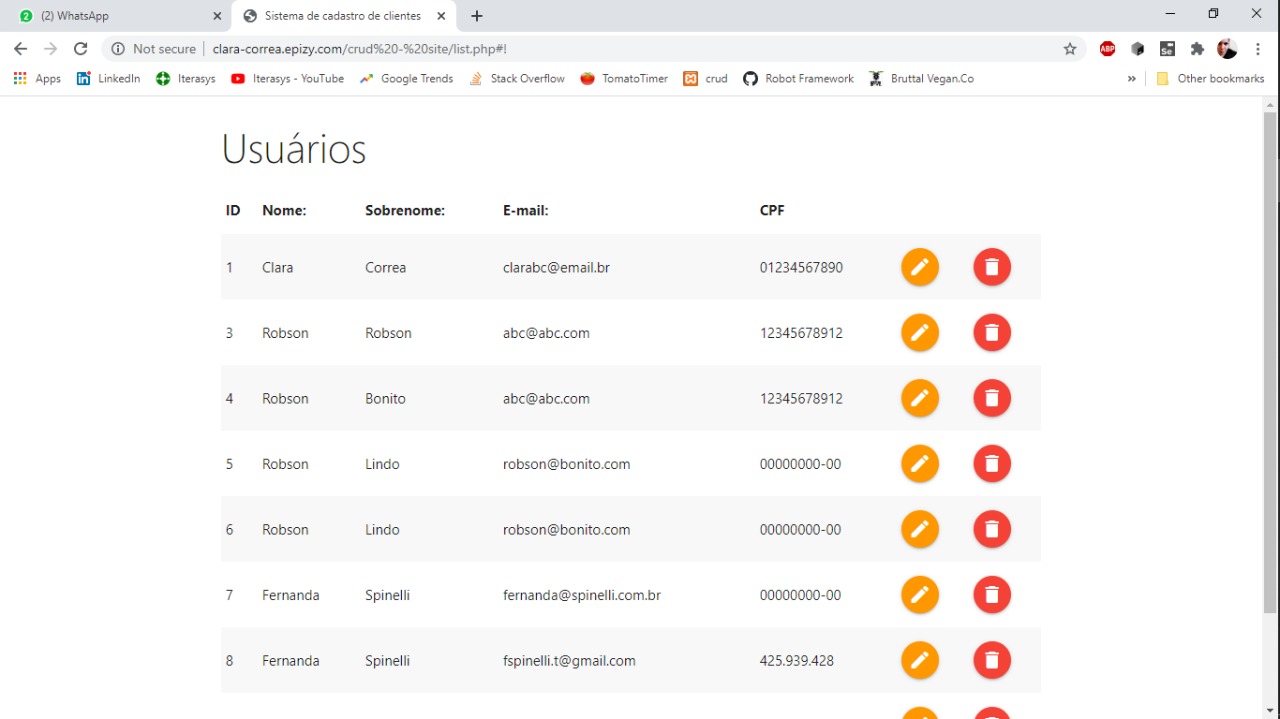 (2) WhatsApp
Sistema de cadastro de clientes
Not secure | clara-correa.epizy.com/crud%20-%20site/list.php#!
ABP
Se
Apps LinkedIn Iterasys Iterasys - YouTube Google Trends Stack Overflow TomatoTimer crud Robot Framework Bruttal Vegan.Co » Other bookmarks
Usuários
ID Nome: Sobrenome: E-mail: CPF
1 Clara Correa clarabc@email.br 01234567890
3 Robson Robson abc@abc.com 12345678912
4 Robson Bonito abc@abc.com 12345678912
5 Robson Lindo robson@bonito.com 00000000-00
6 Robson Lindo robson@bonito.com 00000000-00
7 Fernanda Spinelli fernanda@spinelli.com.br 00000000-00
8 Fernanda Spinelli fspinelli.t@gmail.com 425.939.428